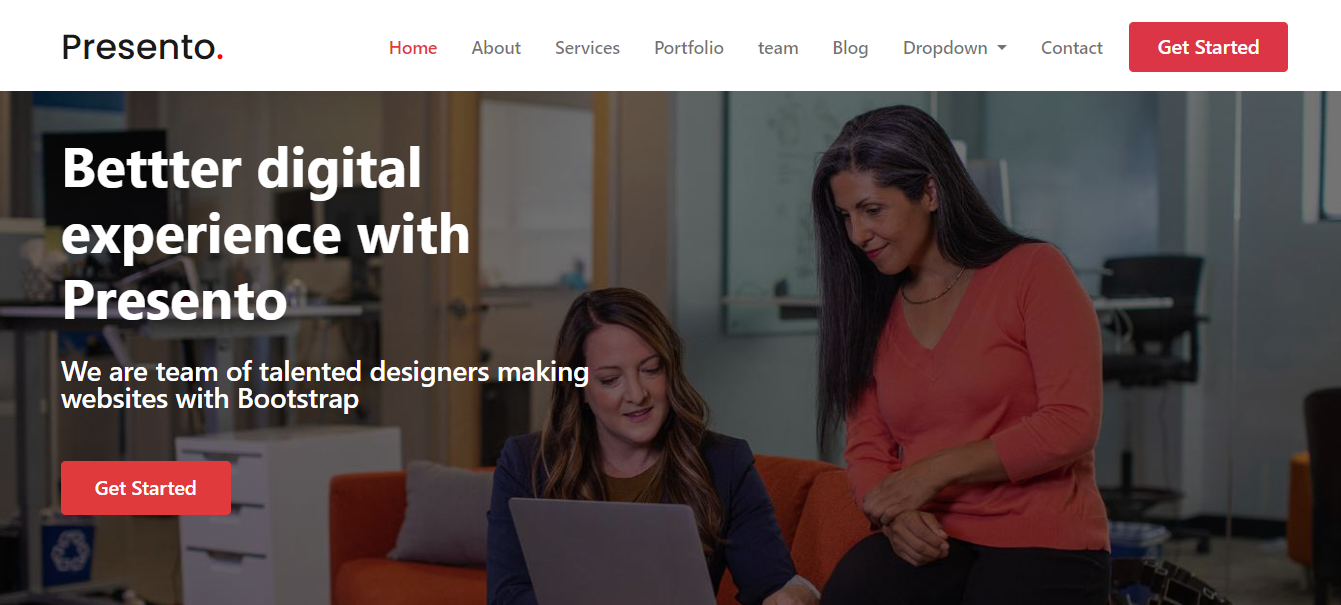 Presento.
Home About Services Portfolio team Blog Dropdown Contact Get Started
Bettter digital
experience with
Presento
We are team of talented designers making
websites with Bootstrap
Get Started